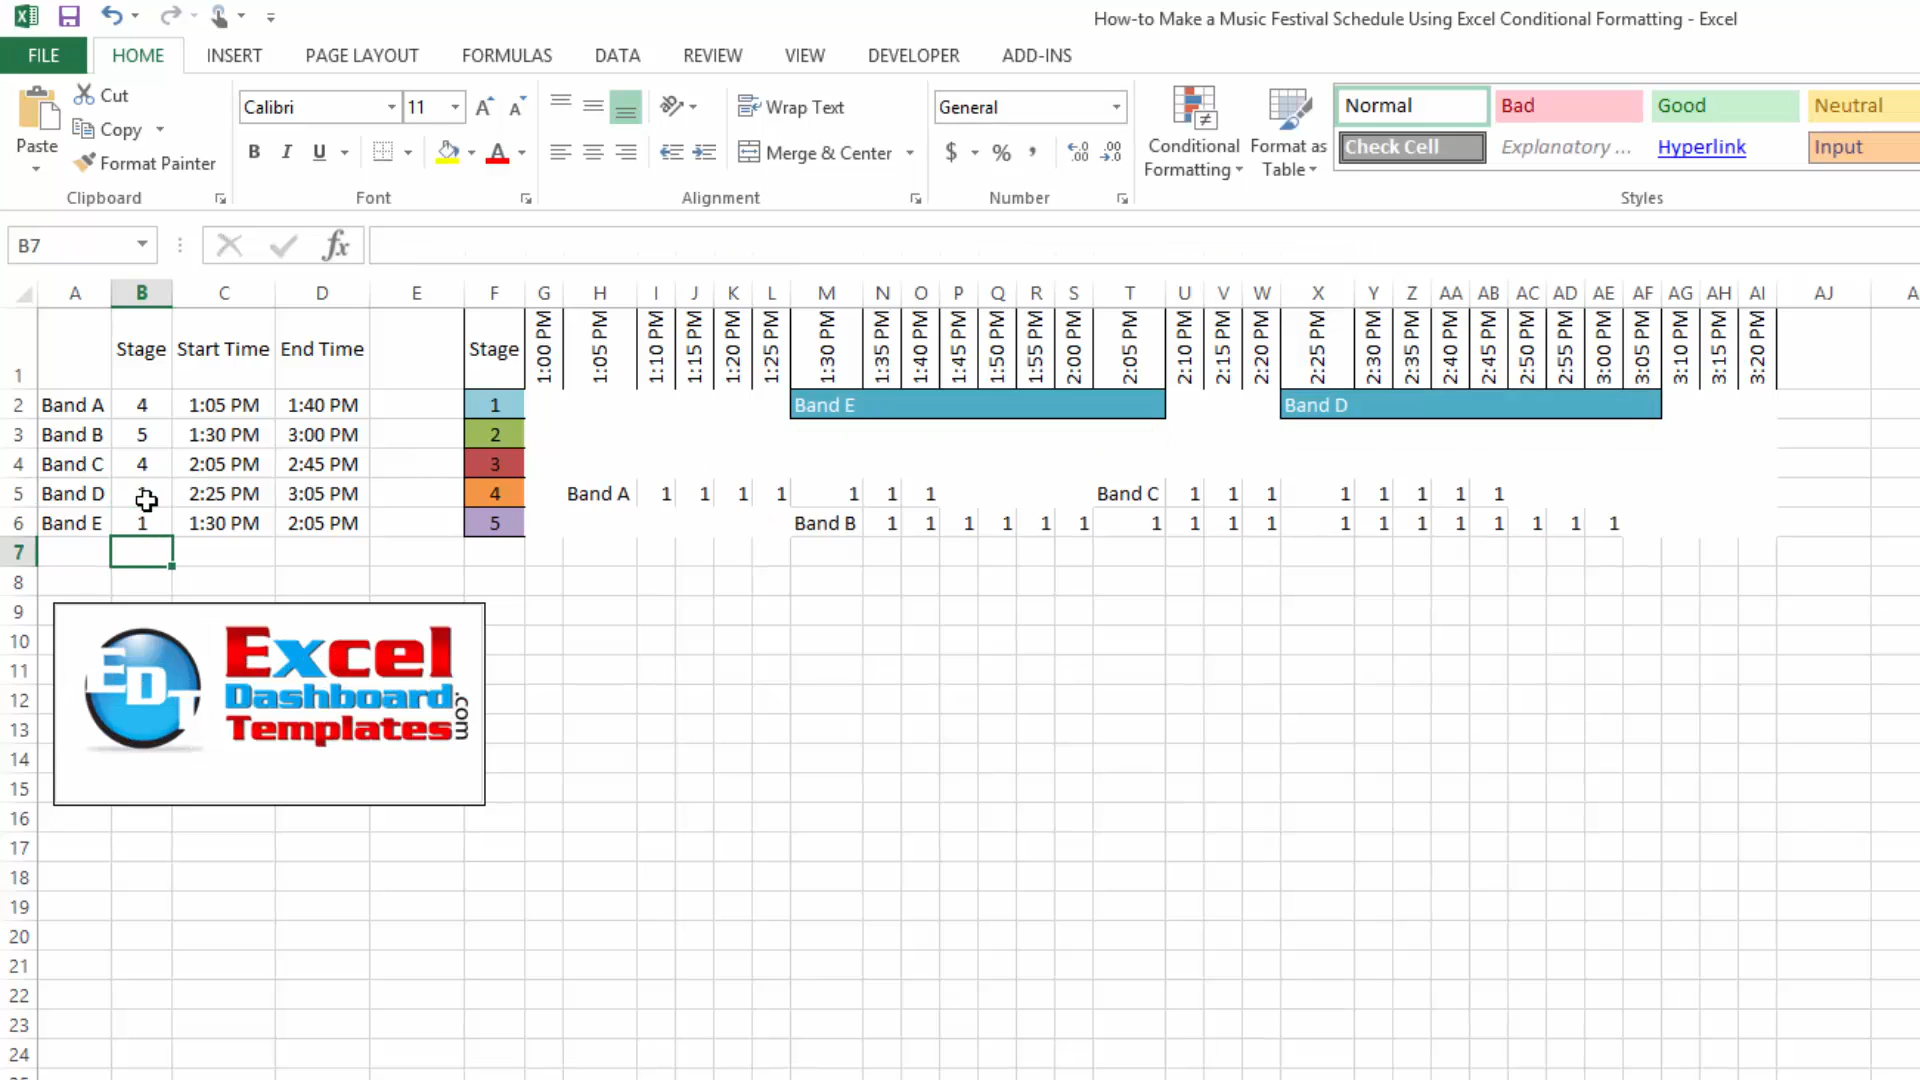 How-to Make a Music Festival Schedule Using Excel Conditional Formatting - Excel
FILE HOME INSERT PAGE LAYOUT FORMULAS DATA REVIEW VIEW DEVELOPER ADD-INS
Paste Cut Copy Format Painter
Calibri 11 A A B I U A
Wrap Text
Merge & Center
General
$ % , .00
Conditional Formatting
Format as Table
Normal Bad Good Neutral
Check Cell Explanatory ... Hyperlink Input
Clipboard Font Alignment Number Styles
B7 fx
A B C D E F G H I J K L M N O P Q R S T U V W X Y Z AA AB AC AD AE AF AG AH AI AJ A
1 Stage Start Time End Time Stage 1:00 PM 1:05 PM 1:10 PM 1:15 PM 1:20 PM 1:25 PM 1:30 PM 1:35 PM 1:40 PM 1:45 PM 1:50 PM 1:55 PM 2:00 PM 2:05 PM 2:10 PM 2:15 PM 2:20 PM 2:25 PM 2:30 PM 2:35 PM 2:40 PM 2:45 PM 2:50 PM 2:55 PM 3:00 PM 3:05 PM 3:10 PM 3:15 PM 3:20 PM
2 Band A 4 1:05 PM 1:40 PM 1 Band E Band D
3 Band B 5 1:30 PM 3:00 PM 2
4 Band C 4 2:05 PM 2:45 PM 3
5 Band D 2:25 PM 3:05 PM 4 Band A 1 1 1 1 1 1 1 Band C 1 1 1 1 1 1 1 1
6 Band E 1 1:30 PM 2:05 PM 5 Band B 1 1 1 1 1 1 1 1 1 1 1 1 1 1 1 1 1 1
7
8
9
10
11
12
13
14
15
16
17
18
19
20
21
22
23
24
EDT
Excel
Dashboard
Templates
.com